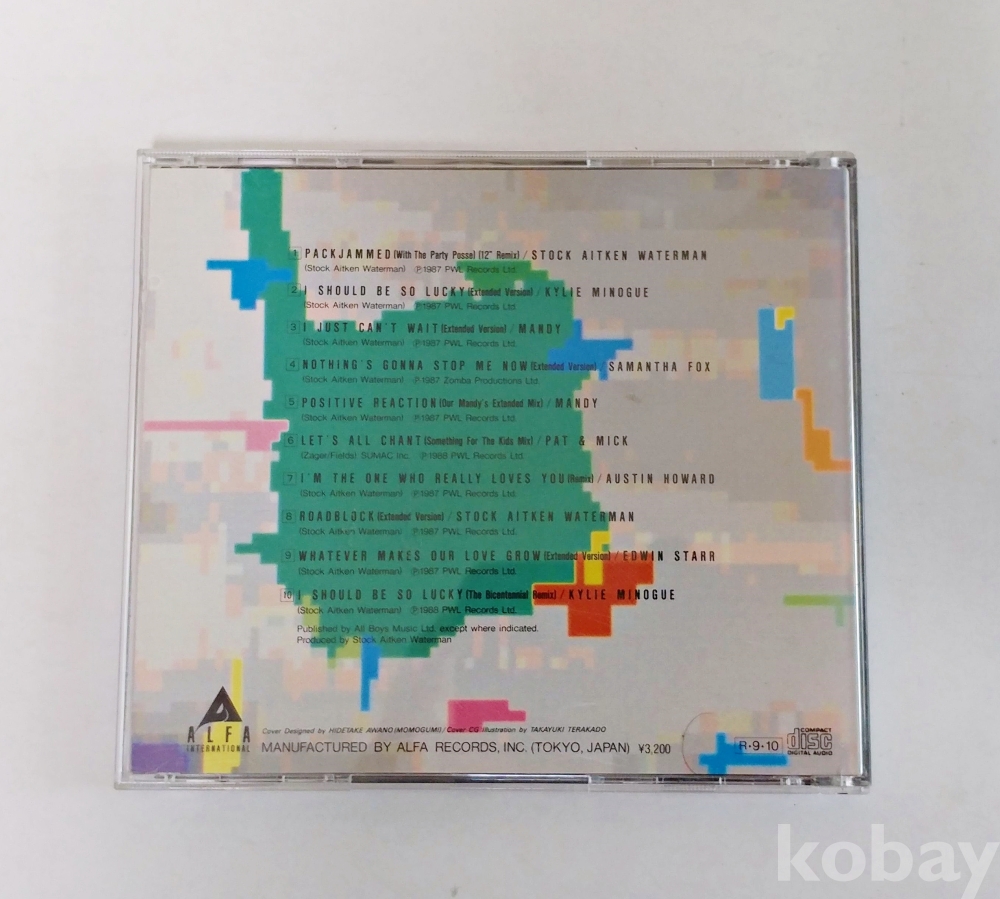 1 PACKJAMMED (With The Party Posse) (12" Remix) / STOCK AITKEN WATERMAN
(Stock Aitken Waterman) ℗1987 PWL Records Ltd.
2 I SHOULD BE SO LUCKY (Extended Version) / KYLIE MINOGUE
(Stock Aitken Waterman) ℗1987 PWL Records Ltd.
3 I JUST CAN'T WAIT (Extended Version) / MANDY
(Stock Aitken Waterman) ℗1987 PWL Records Ltd.
4 NOTHING'S GONNA STOP ME NOW (Extended Version) / SAMANTHA FOX
(Stock Aitken Waterman) ℗1987 Zomba Productions Ltd.
5 POSITIVE REACTION (Our Mandy's Extended Mix) / MANDY
(Stock Aitken Waterman) ℗1987 PWL Records Ltd.
6 LET'S ALL CHANT (Something For The Kids Mix) / PAT & MICK
(Zager/Fields) SUMAC Inc. ℗1988 PWL Records Ltd.
7 I'M THE ONE WHO REALLY LOVES YOU (Remix) / AUSTIN HOWARD
(Stock Aitken Waterman) ℗1987 PWL Records Ltd.
8 ROADBLOCK (Extended Version) / STOCK AITKEN WATERMAN
(Stock Aitken Waterman) ℗1987 PWL Records Ltd.
9 WHATEVER MAKES OUR LOVE GROW (Extended Version) / EDWIN STARR
(Stock Aitken Waterman) ℗1987 PWL Records Ltd.
10 I SHOULD BE SO LUCKY (The Bicentennial Remix) / KYLIE MINOGUE
(Stock Aitken Waterman) ℗1988 PWL Records Ltd.
Published by All Boys Music Ltd. except where indicated.
Produced by Stock Aitken Waterman
ALFA
INTERNATIONAL
Cover Designed by HIDETAKE AWANO (MOMOGUMI) / Cover CG Illustration by TAKAYUKI TERAKADO
MANUFACTURED BY ALFA RECORDS, INC. (TOKYO, JAPAN) ¥3,200
R·9·10
COMPACT
disc
DIGITAL AUDIO
kobay